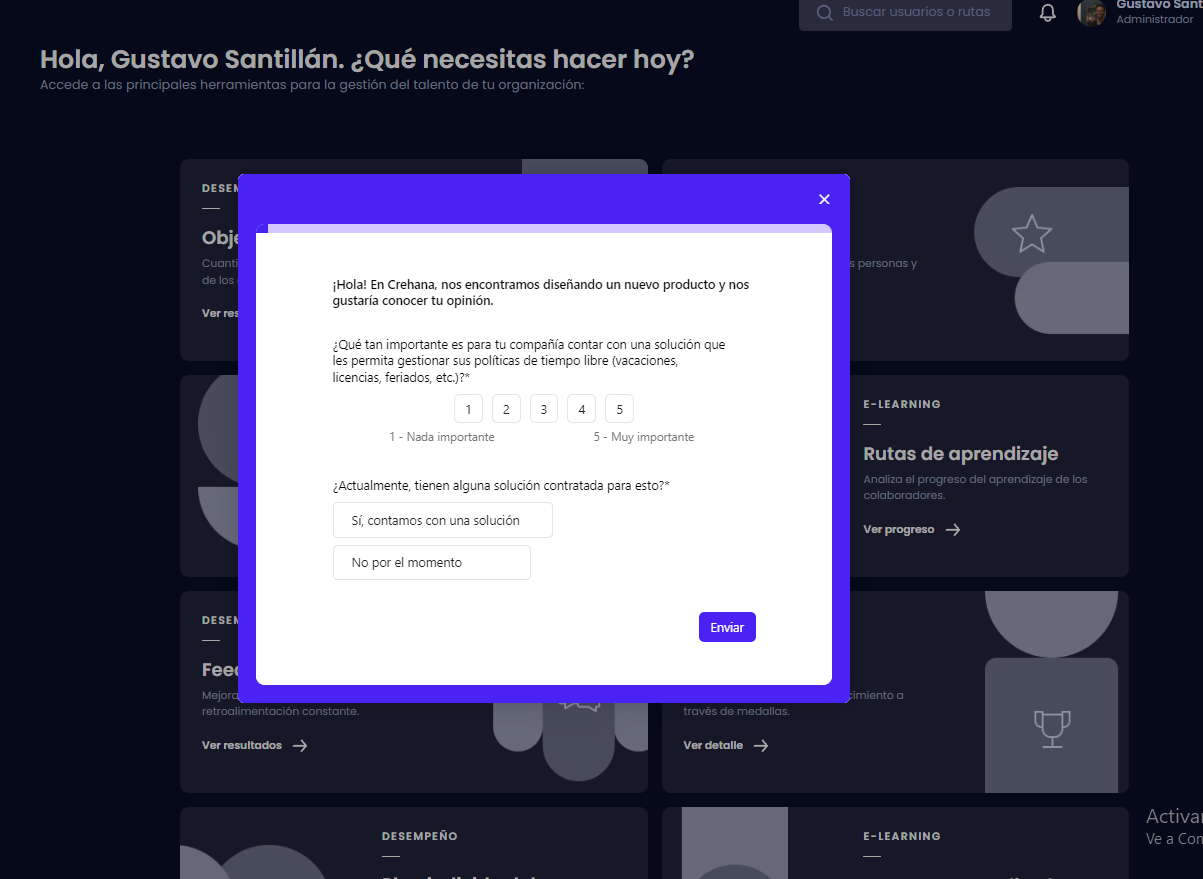 Buscar usuarios o rutas
Gustavo
Administrador
Hola, Gustavo Santillán. ¿Qué necesitas hacer hoy?
Accede a las principales herramientas para la gestión del talento de tu organización:
¡Hola! En Crehana, nos encontramos diseñando un nuevo producto y nos
gustaría conocer tu opinión.
¿Qué tan importante es para tu compañía contar con una solución que
les permita gestionar sus políticas de tiempo libre (vacaciones,
licencias, feriados, etc.)?*
1 2 3 4 5
1 - Nada importante 5 - Muy importante
¿Actualmente, tienen alguna solución contratada para esto?*
Sí, contamos con una solución
No por el momento
Enviar
de los
Ver
personas y
E-LEARNING
Rutas de aprendizaje
Analiza el progreso del aprendizaje de los
colaboradores.
Ver progreso
retroalimentación constante.
Ver resultados
a
través de medallas.
Ver detalle
Ve a
DESEMPEÑO
E-LEARNING